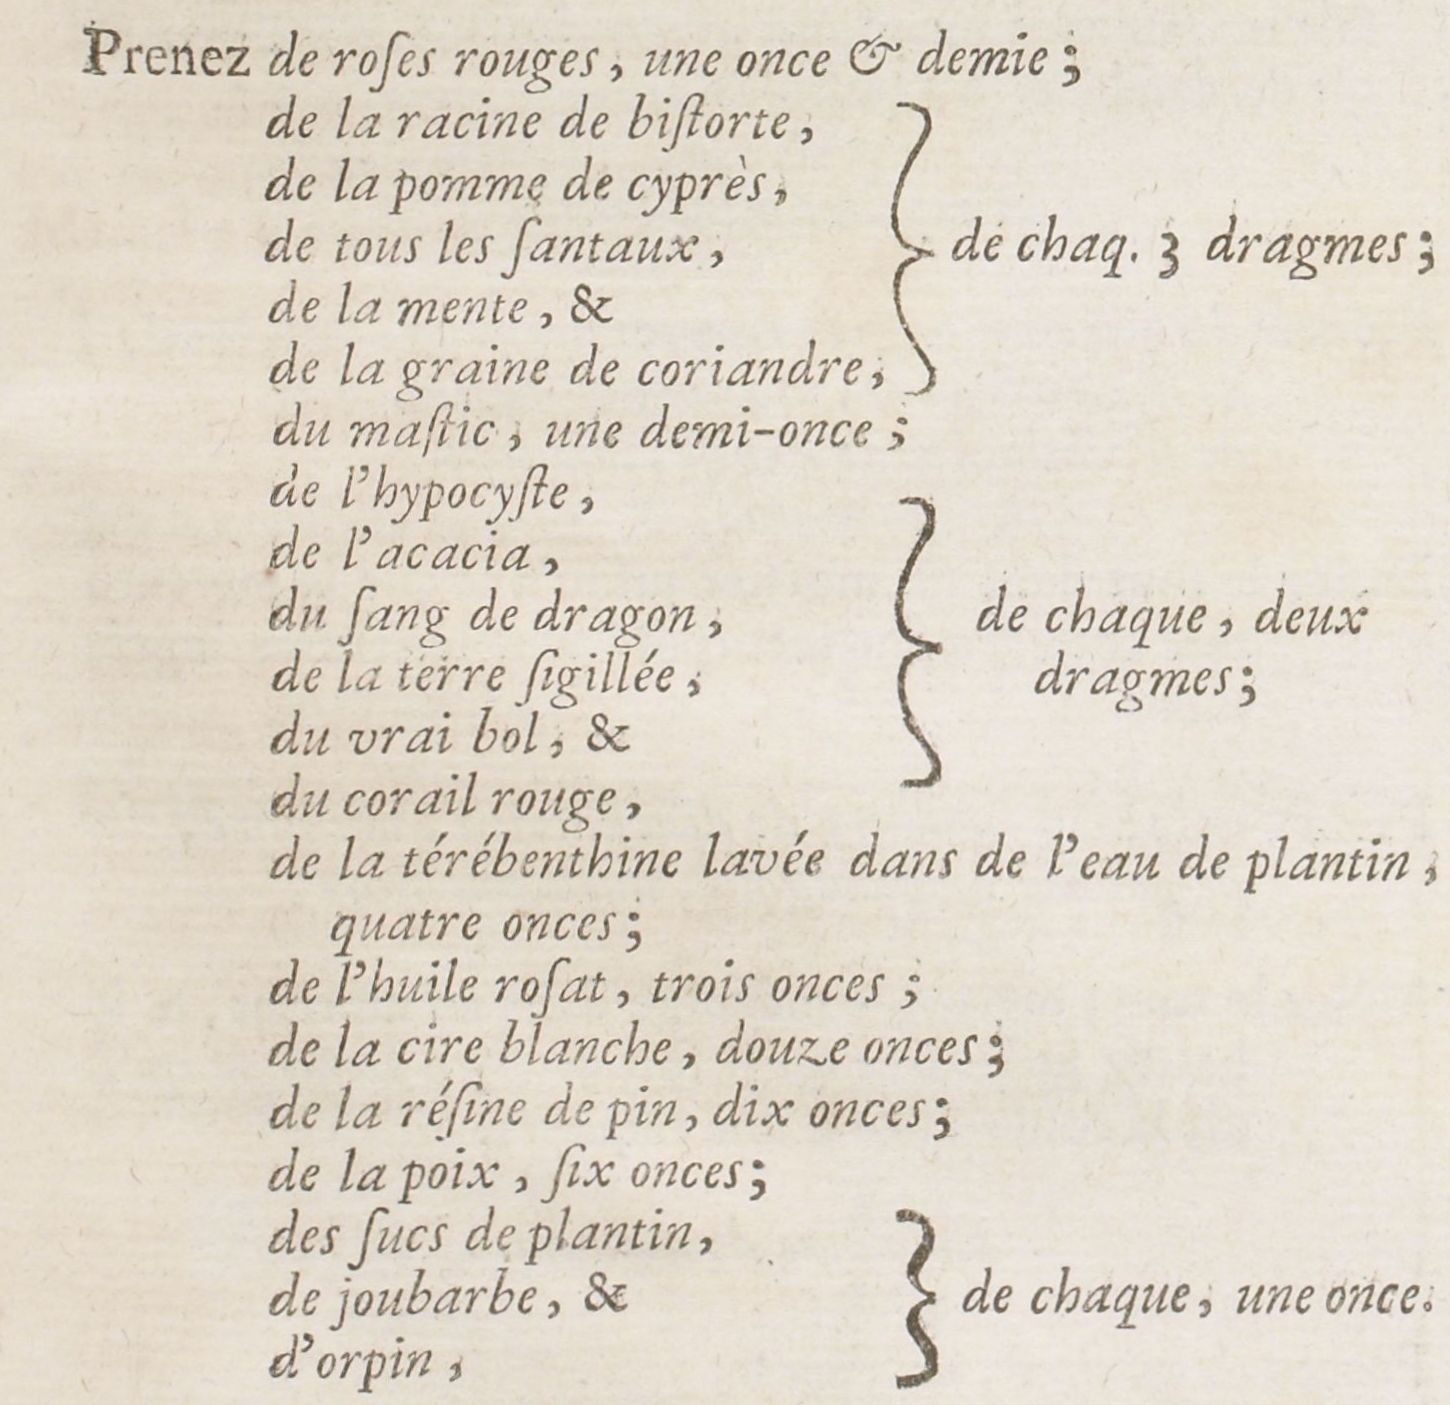 Prenez de roſes rouges, une once & demie;
de la racine de biſtorte,
de la pomme de cyprès,
de tous les ſantaux,
de chaq. 3 dragmes;
de la mente, &
de la graine de coriandre,
du maſtic, une demi-once;
de l'hypocyſte,
de l'acacia,
du ſang de dragon,
de chaque, deux
de la terre ſigillée,
dragmes;
du vrai bol, &
du corail rouge,
de la térébenthine lavée dans de l'eau de plantin,
quatre onces;
de l'huile roſat, trois onces;
de la cire blanche, douze onces;
de la réſine de pin, dix onces;
de la poix, ſix onces;
des ſucs de plantin,
de joubarbe, &
de chaque, une once.
d'orpin,